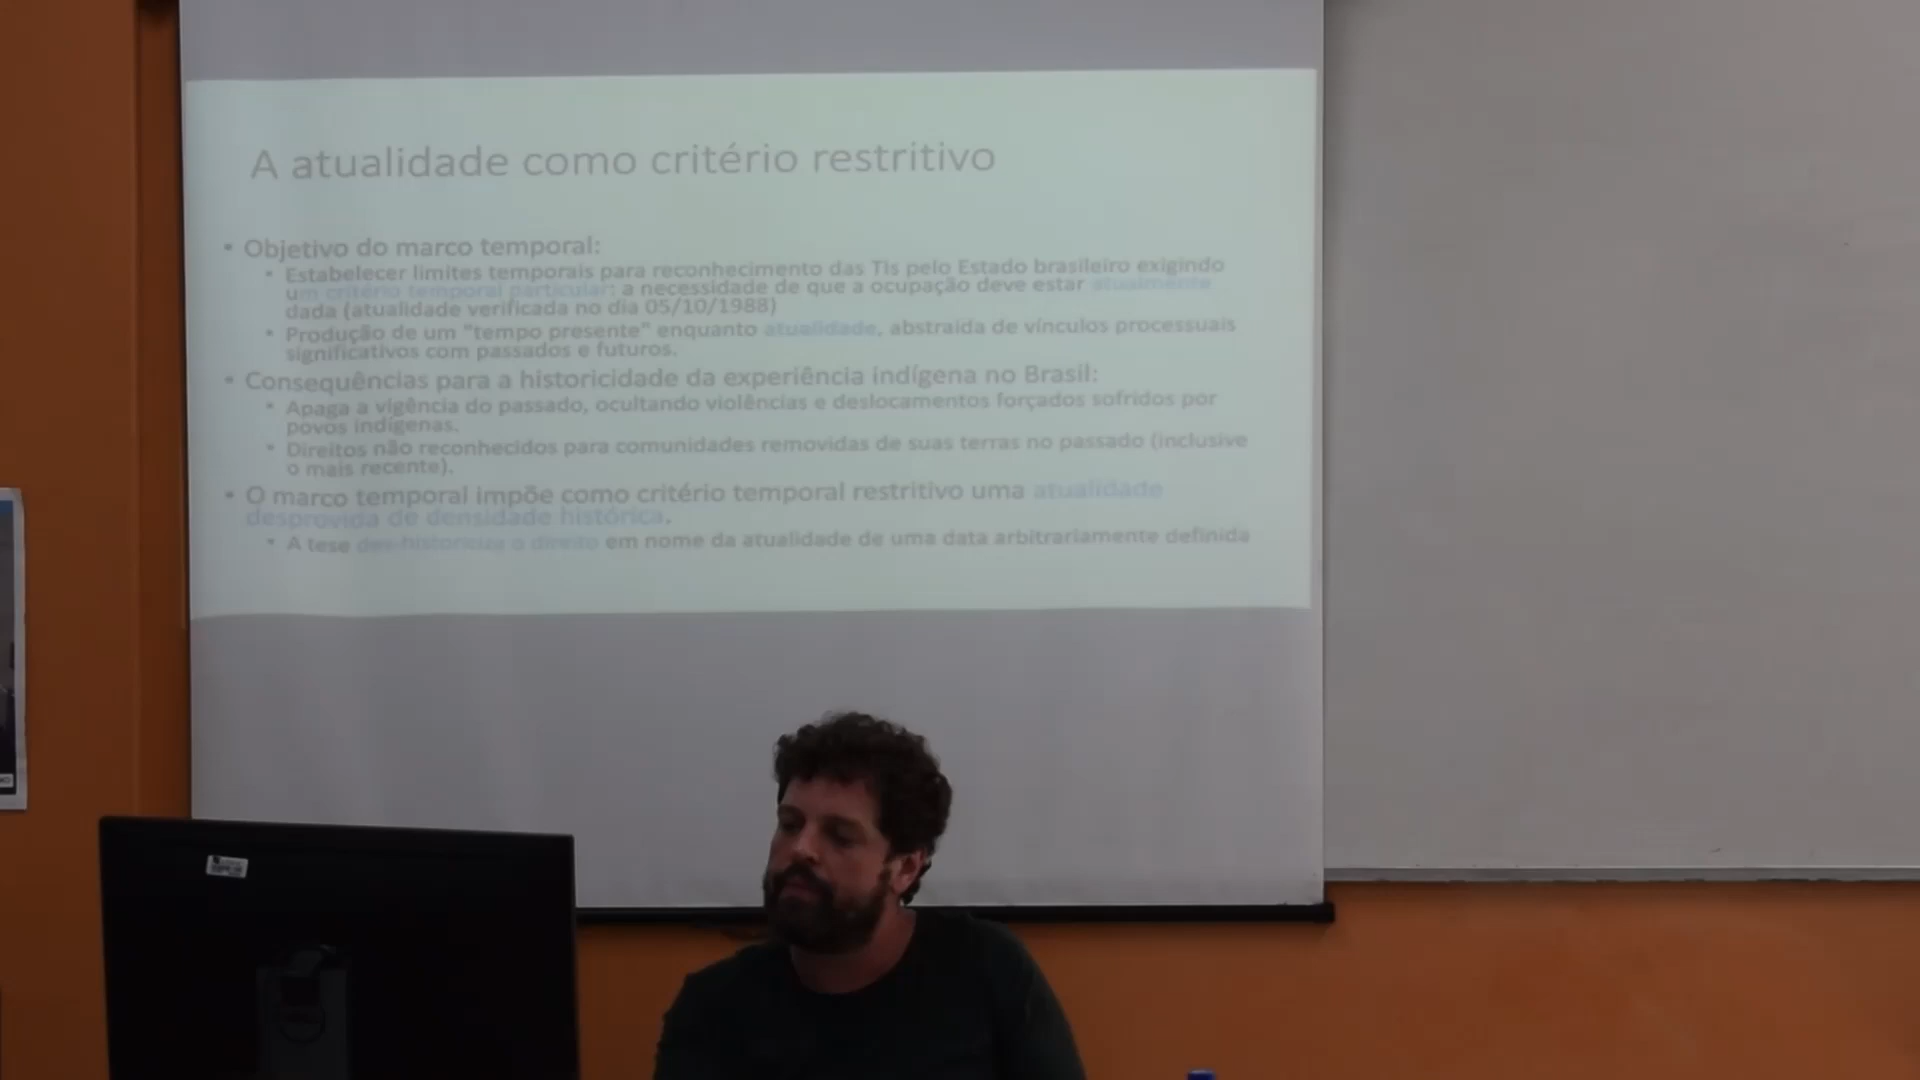 A atualidade como critério restritivo
• Objetivo do marco temporal:
• Estabelecer limites temporais para reconhecimento das TIs pelo Estado brasileiro exigindo
um critério temporal particular: a necessidade de que a ocupação deve estar atualmente
dada (atualidade verificada no dia 05/10/1988)
• Produção de um "tempo presente" enquanto atualidade, abstraida de vínculos processuais
significativos com passados e futuros.
• Consequências para a historicidade da experiência indígena no Brasil:
• Apaga a vigência do passado, ocultando violências e deslocamentos forçados sofridos por
povos indígenas.
• Direitos não reconhecidos para comunidades removidas de suas terras no passado (inclusive
o mais recente).
• O marco temporal impõe como critério temporal restritivo uma atualidade
desprovida de densidade histórica.
• A tese des-historiciza o direito em nome da atualidade de uma data arbitrariamente definida